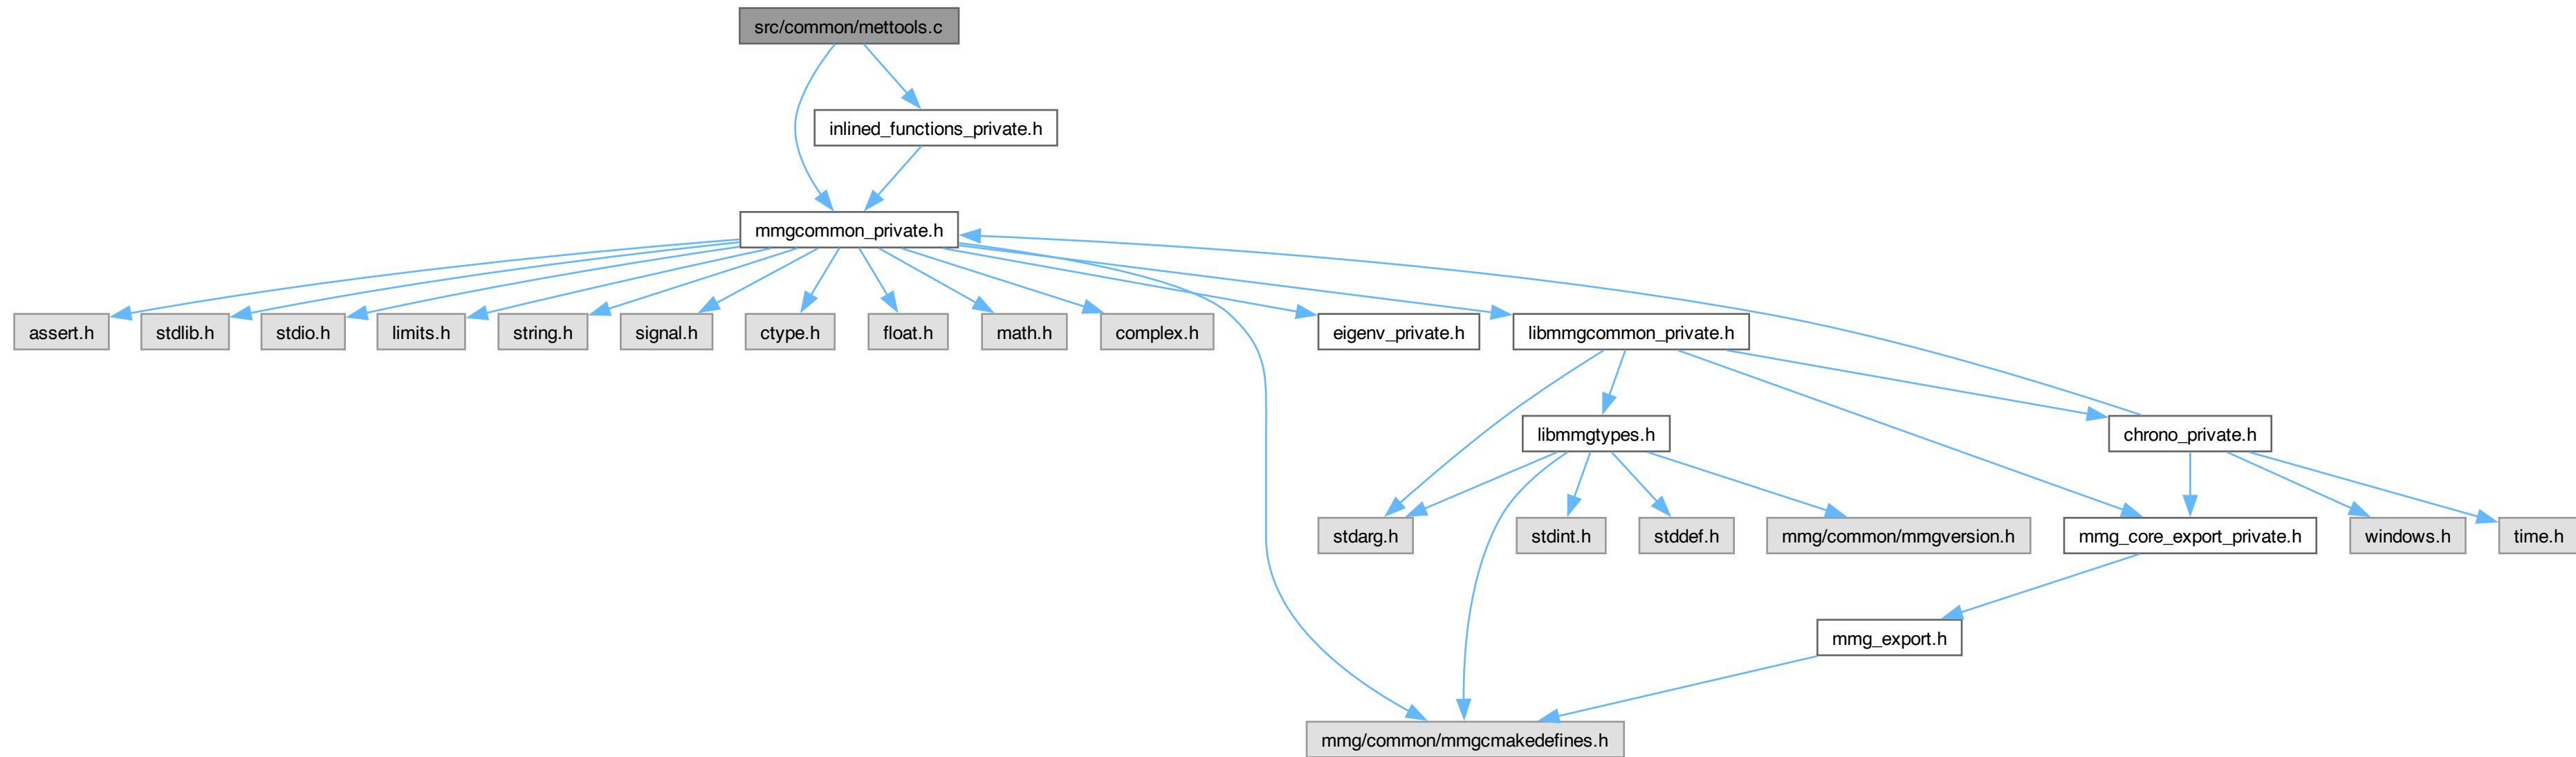 src/common/mettools.c
inlined_functions_private.h
mmgcommon_private.h
assert.h
stdlib.h
stdio.h
limits.h
string.h
signal.h
ctype.h
float.h
math.h
complex.h
eigenv_private.h
libmmgcommon_private.h
libmmgtypes.h
chrono_private.h
stdarg.h
stdint.h
stddef.h
mmg/common/mmgversion.h
mmg_core_export_private.h
windows.h
time.h
mmg_export.h
mmg/common/mmgcmakedefines.h